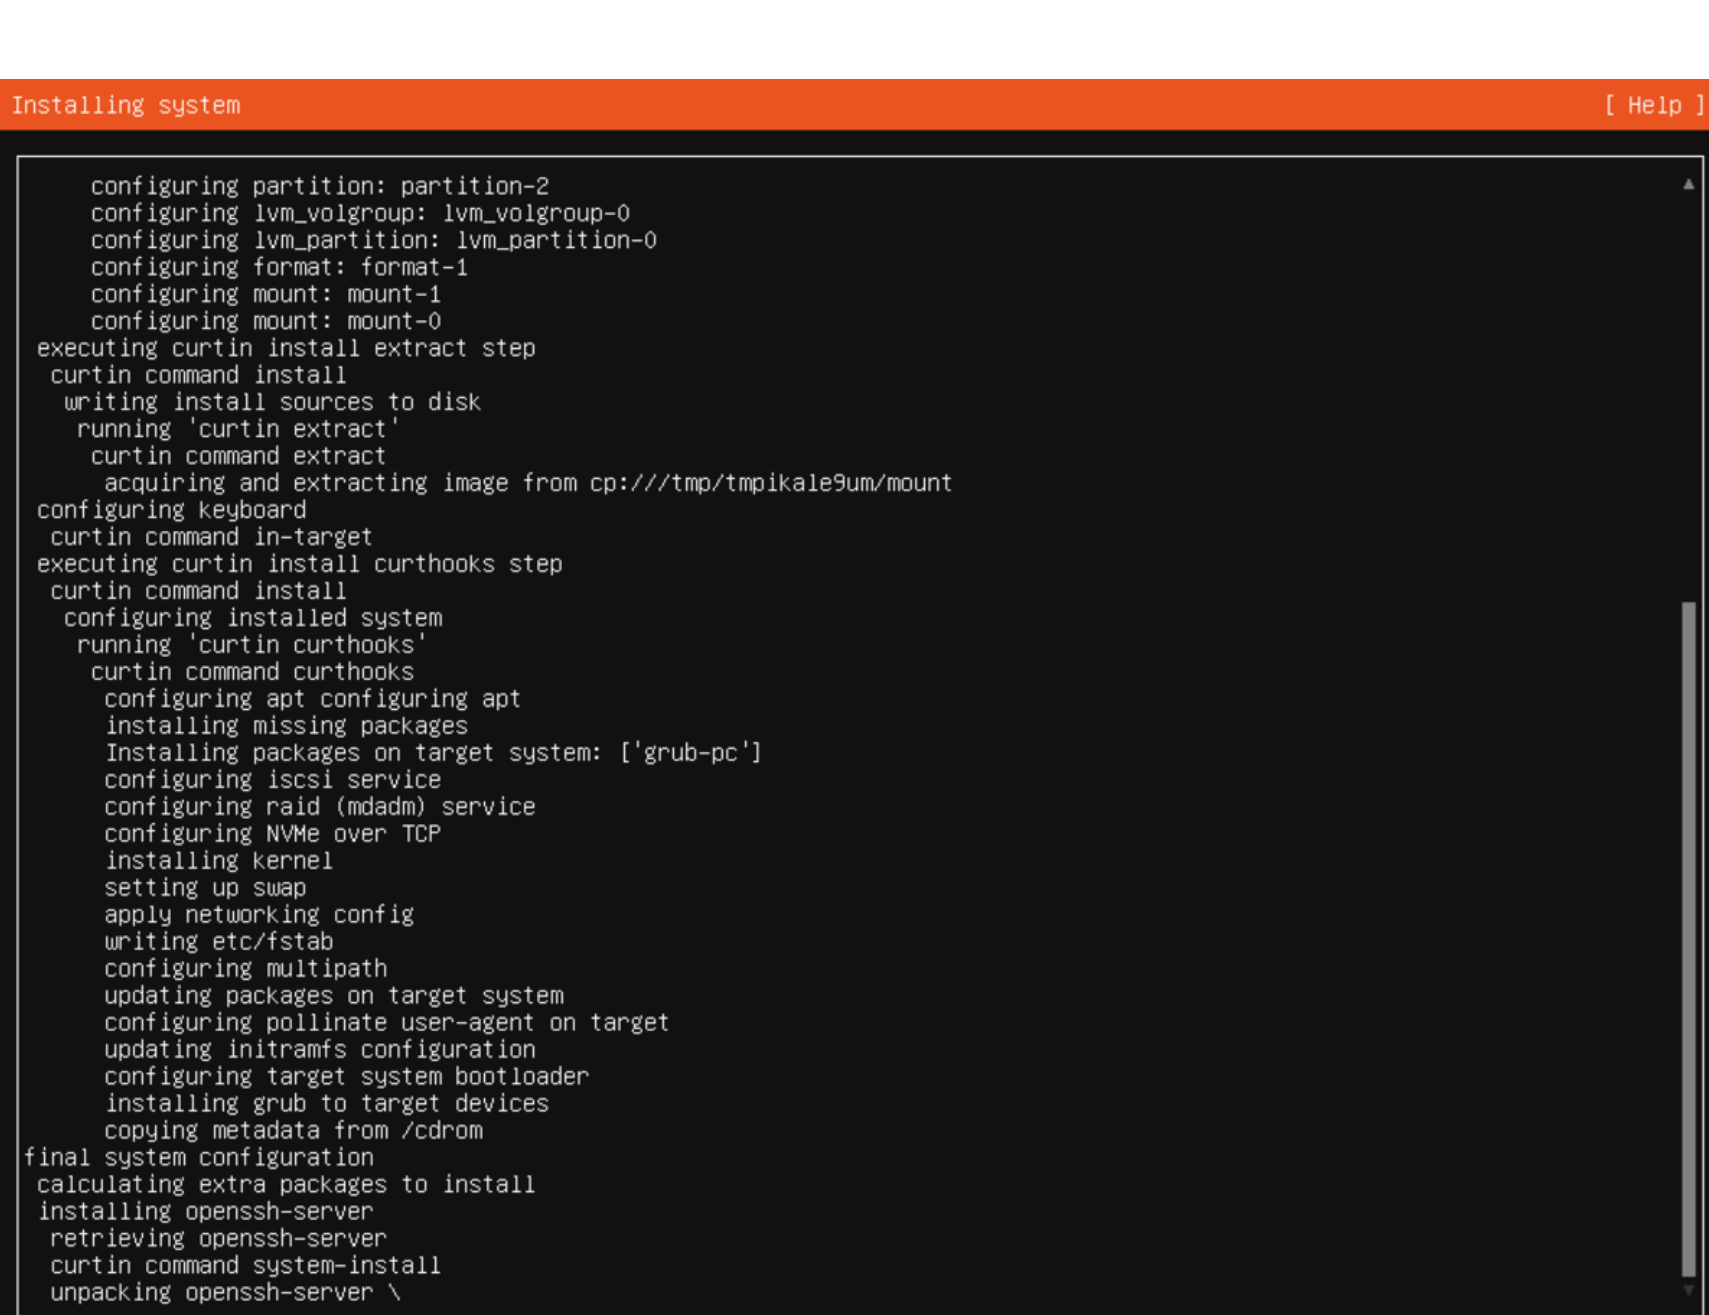 Installing system [ Help ]
configuring partition: partition-2
configuring lvm_volgroup: lvm_volgroup-0
configuring lvm_partition: lvm_partition-0
configuring format: format-1
configuring mount: mount-1
configuring mount: mount-0
executing curtin install extract step
curtin command install
writing install sources to disk
running 'curtin extract'
curtin command extract
acquiring and extracting image from cp:///tmp/tmpikale9um/mount
configuring keyboard
curtin command in-target
executing curtin install curthooks step
curtin command install
configuring installed system
running 'curtin curthooks'
curtin command curthooks
configuring apt configuring apt
installing missing packages
Installing packages on target system: ['grub-pc']
configuring iscsi service
configuring raid (mdadm) service
configuring NVMe over TCP
installing kernel
setting up swap
apply networking config
writing etc/fstab
configuring multipath
updating packages on target system
configuring pollinate user-agent on target
updating initramfs configuration
configuring target system bootloader
installing grub to target devices
copying metadata from /cdrom
final system configuration
calculating extra packages to install
installing openssh-server
retrieving openssh-server
curtin command system-install
unpacking openssh-server \